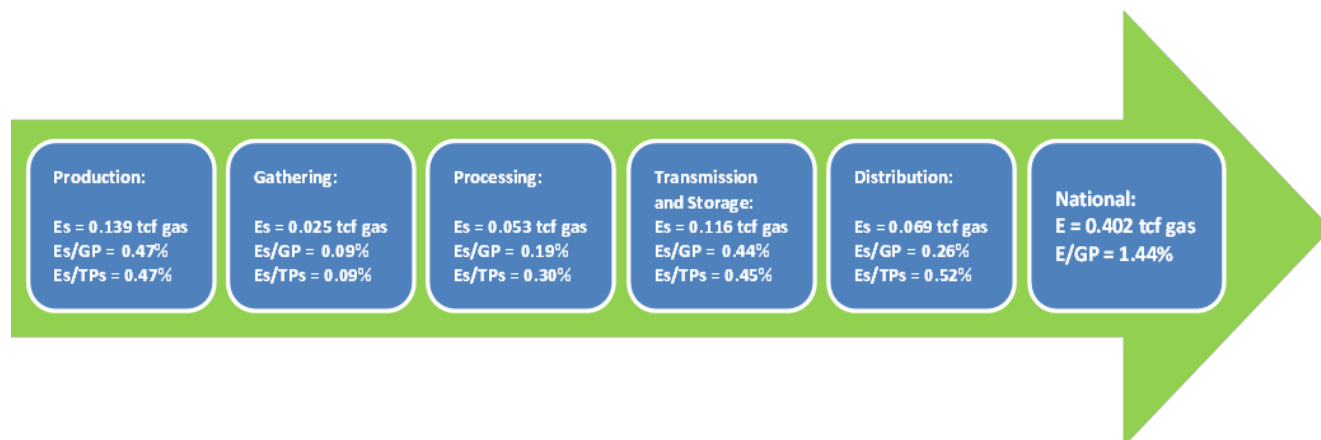 Production:
Es = 0.139 tcf gas
Es/GP = 0.47%
Es/TPs = 0.47%
Gathering:
Es = 0.025 tcf gas
Es/GP = 0.09%
Es/TPs = 0.09%
Processing:
Es = 0.053 tcf gas
Es/GP = 0.19%
Es/TPs = 0.30%
Transmission
and Storage:
Es = 0.116 tcf gas
Es/GP = 0.44%
Es/TPs = 0.45%
Distribution:
Es = 0.069 tcf gas
Es/GP = 0.26%
Es/TPs = 0.52%
National:
E = 0.402 tcf gas
E/GP = 1.44%